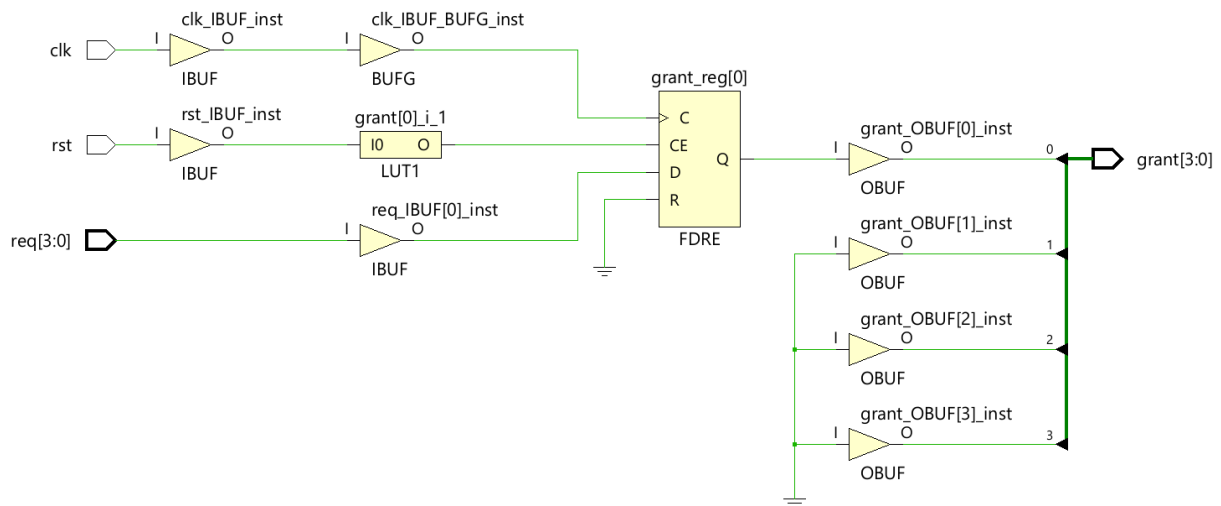 clk_IBUF_inst
clk_IBUF_BUFG_inst
clk
I
O
I
O
IBUF
BUFG
grant_reg[0]
rst_IBUF_inst
grant[0]_i_1
C
rst
I
O
I0
O
CE
IBUF
LUT1
D
Q
R
FDRE
req_IBUF[0]_inst
req[3:0]
I
O
IBUF
grant_OBUF[0]_inst
I
O
0
grant[3:0]
OBUF
grant_OBUF[1]_inst
I
O
1
OBUF
grant_OBUF[2]_inst
I
O
2
OBUF
grant_OBUF[3]_inst
I
O
3
OBUF